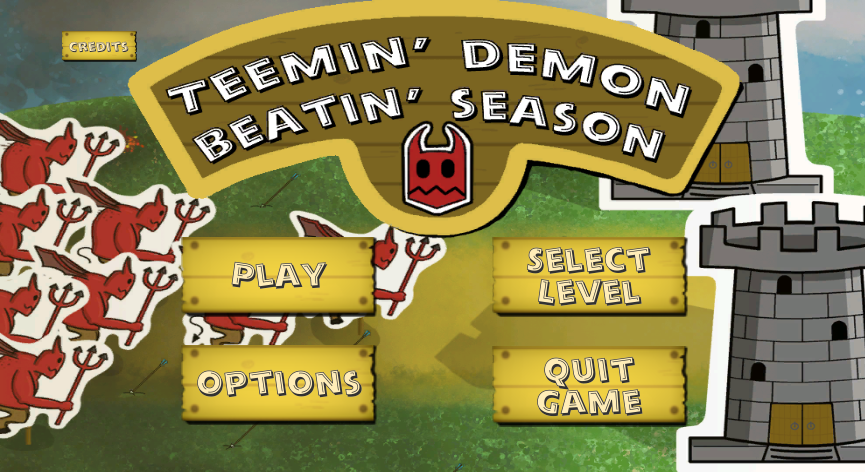 CREDITS
TEEMIN' DEMON
BEATIN' SEASON
PLAY
SELECT
LEVEL
OPTIONS
QUIT
GAME